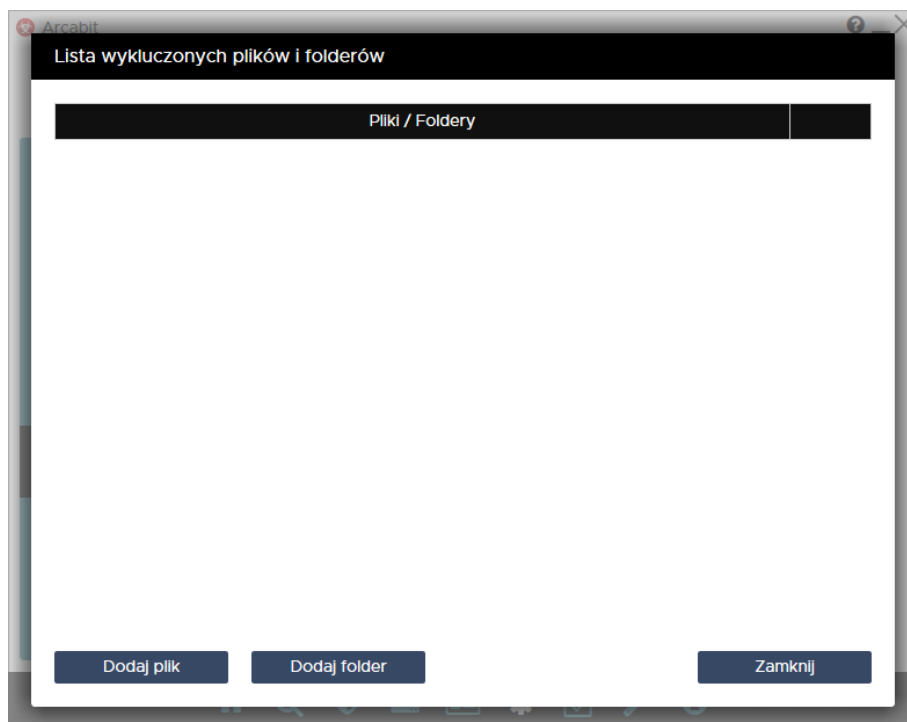 Arcabit
Lista wykluczonych plików i folderów
Pliki / Foldery
Dodaj plik
Dodaj folder
Zamknij